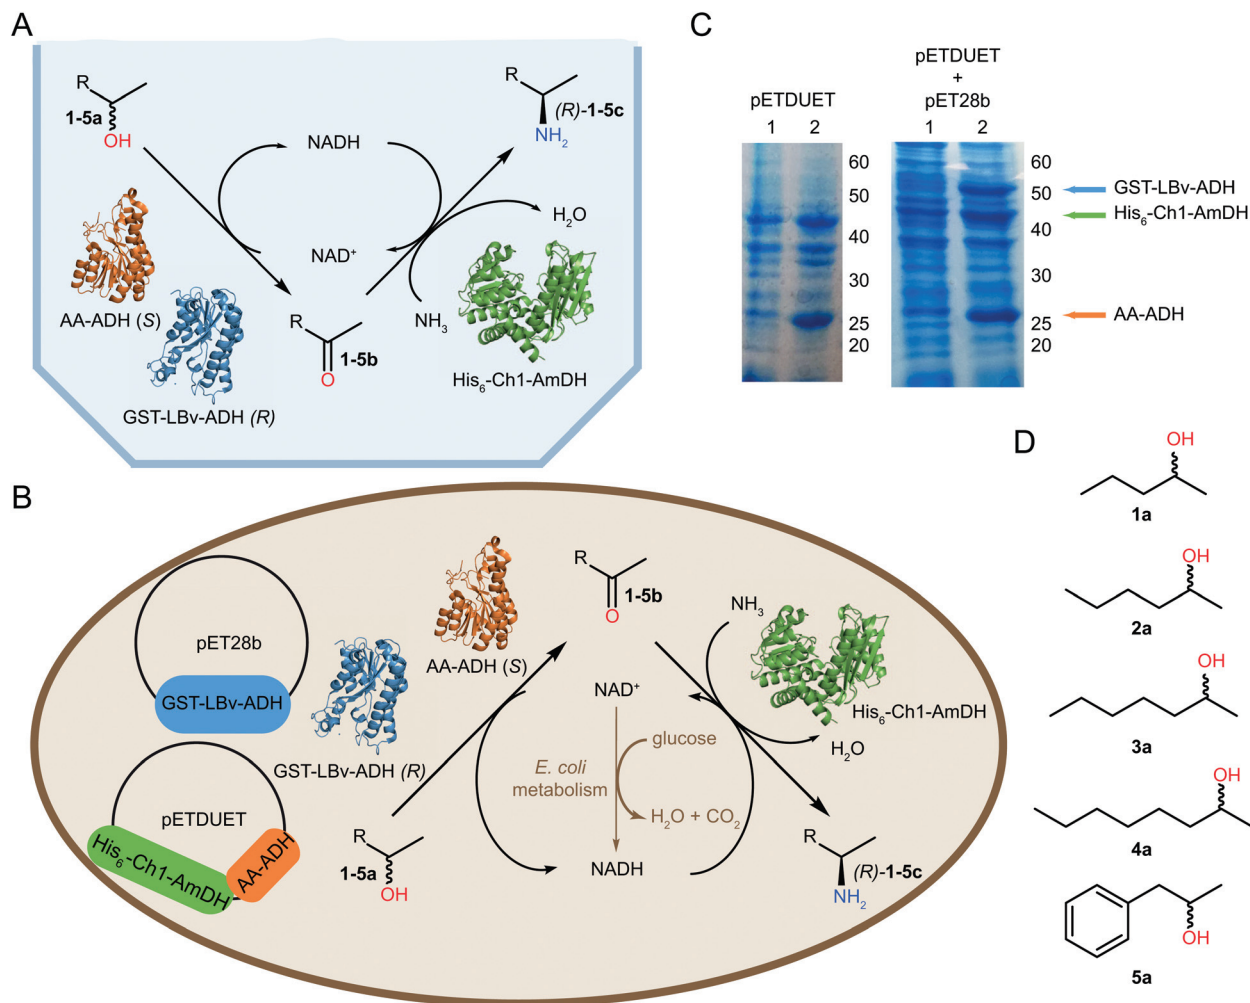 A
R
1-5a
OH
NADH
R
(R)-1-5c
NH₂
H₂O
NAD⁺
NH₃
AA-ADH (S)
GST-LBv-ADH (R)
R
1-5b
O
His₆-Ch1-AmDH
B
pET28b
GST-LBv-ADH
pETDUET
His₆-Ch1-AmDH
AA-ADH
AA-ADH (S)
GST-LBv-ADH (R)
R
1-5a
OH
R
1-5b
O
NAD⁺
glucose
E. coli
metabolism
H₂O + CO₂
NADH
NH₃
His₆-Ch1-AmDH
H₂O
R
(R)-1-5c
NH₂
C
pETDUET
1 2
60
50
40
30
25
20
pETDUET
+
pET28b
1 2
60
50
40
30
25
20
GST-LBv-ADH
His₆-Ch1-AmDH
AA-ADH
D
OH
1a
OH
2a
OH
3a
OH
4a
OH
5a